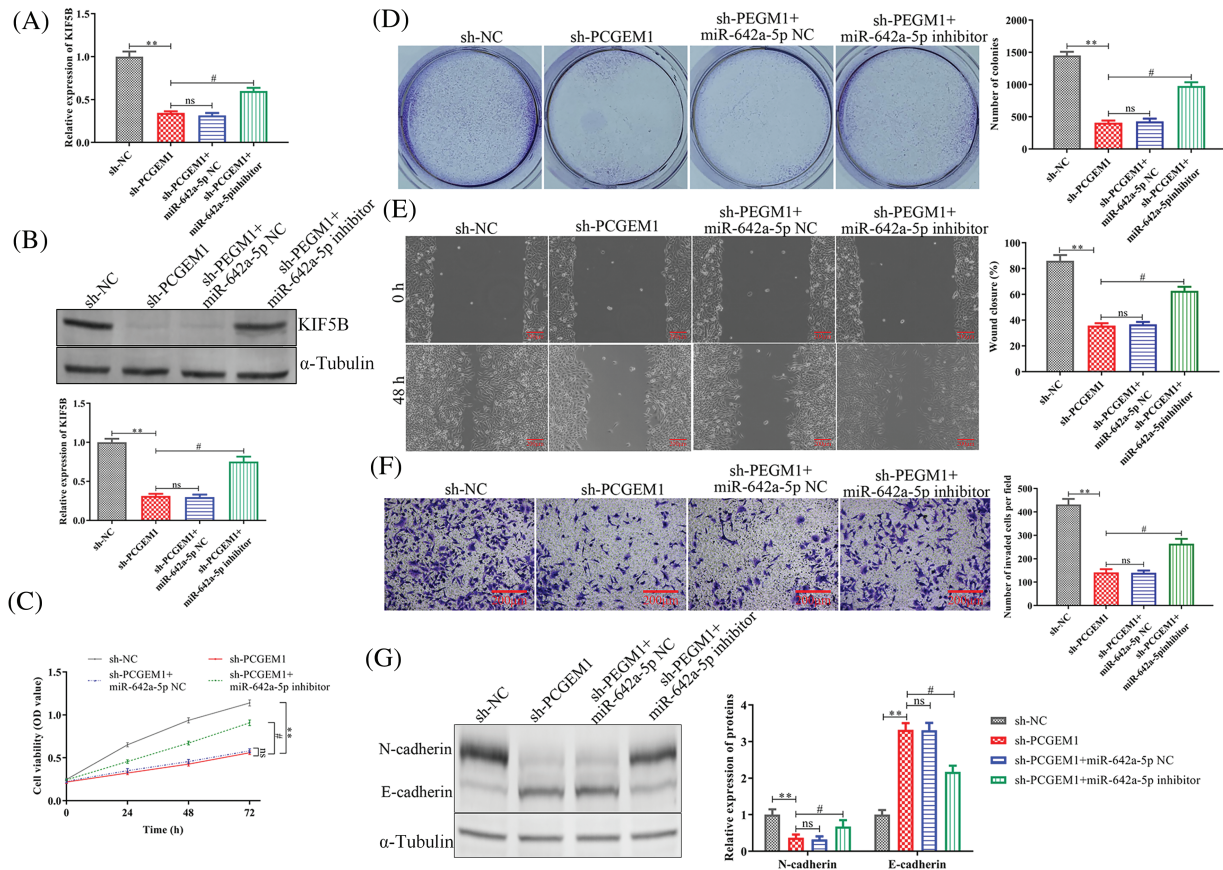 (A)
Relative expression of KIF5B
1.5
1.0
0.5
0.0
**
#
ns
sh-NC
sh-PCGEM1
sh-PCGEM1+
miR-642a-5p NC
sh-PCGEM1+
miR-642a-5pinhibitor
(B)
sh-NC
sh-PCGEM1
sh-PEGM1+
miR-642a-5p NC
sh-PEGM1+
miR-642a-5p inhibitor
KIF5B
α-Tubulin
Relative expression of KIF5B
1.5
1.0
0.5
0.0
**
#
ns
sh-NC
sh-PCGEM1
sh-PCGEM1+
miR-642a-5p NC
sh-PCGEM1+
miR-642a-5p inhibitor
(C)
sh-NC
sh-PCGEM1
sh-PCGEM1+
miR-642a-5p NC
sh-PCGEM1+
miR-642a-5p inhibitor
Cell viability (OD value)
1.5
1.0
0.5
0.0
ns
#
**
0
24
48
72
Time (h)
(D)
sh-NC
sh-PCGEM1
sh-PEGM1+
miR-642a-5p NC
sh-PEGM1+
miR-642a-5p inhibitor
Number of colonies
2000
1500
1000
500
0
**
#
ns
sh-NC
sh-PCGEM1
sh-PCGEM1+
miR-642a-5p NC
sh-PCGEM1+
miR-642a-5pinhibitor
(E)
sh-NC
sh-PCGEM1
sh-PEGM1+
miR-642a-5p NC
sh-PEGM1+
miR-642a-5p inhibitor
0 h
48 h
Wound closure (%)
100
80
60
40
20
0
**
#
ns
sh-NC
sh-PCGEM1
sh-PCGEM1+
miR-642a-5p NC
sh-PCGEM1+
miR-642a-5pinhibitor
(F)
sh-NC
sh-PCGEM1
sh-PEGM1+
miR-642a-5p NC
sh-PEGM1+
miR-642a-5p inhibitor
200 μm
Number of invaded cells per field
500
400
300
200
100
0
**
#
ns
sh-NC
sh-PCGEM1
sh-PCGEM1+
miR-642a-5p NC
sh-PCGEM1+
miR-642a-5pinhibitor
(G)
sh-NC
sh-PCGEM1
sh-PEGM1+
miR-642a-5p NC
sh-PEGM1+
miR-642a-5p inhibitor
N-cadherin
E-cadherin
α-Tubulin
Relative expression of proteins
4
3
2
1
0
**
#
ns
**
#
ns
N-cadherin
E-cadherin
sh-NC
sh-PCGEM1
sh-PCGEM1+miR-642a-5p NC
sh-PCGEM1+miR-642a-5p inhibitor